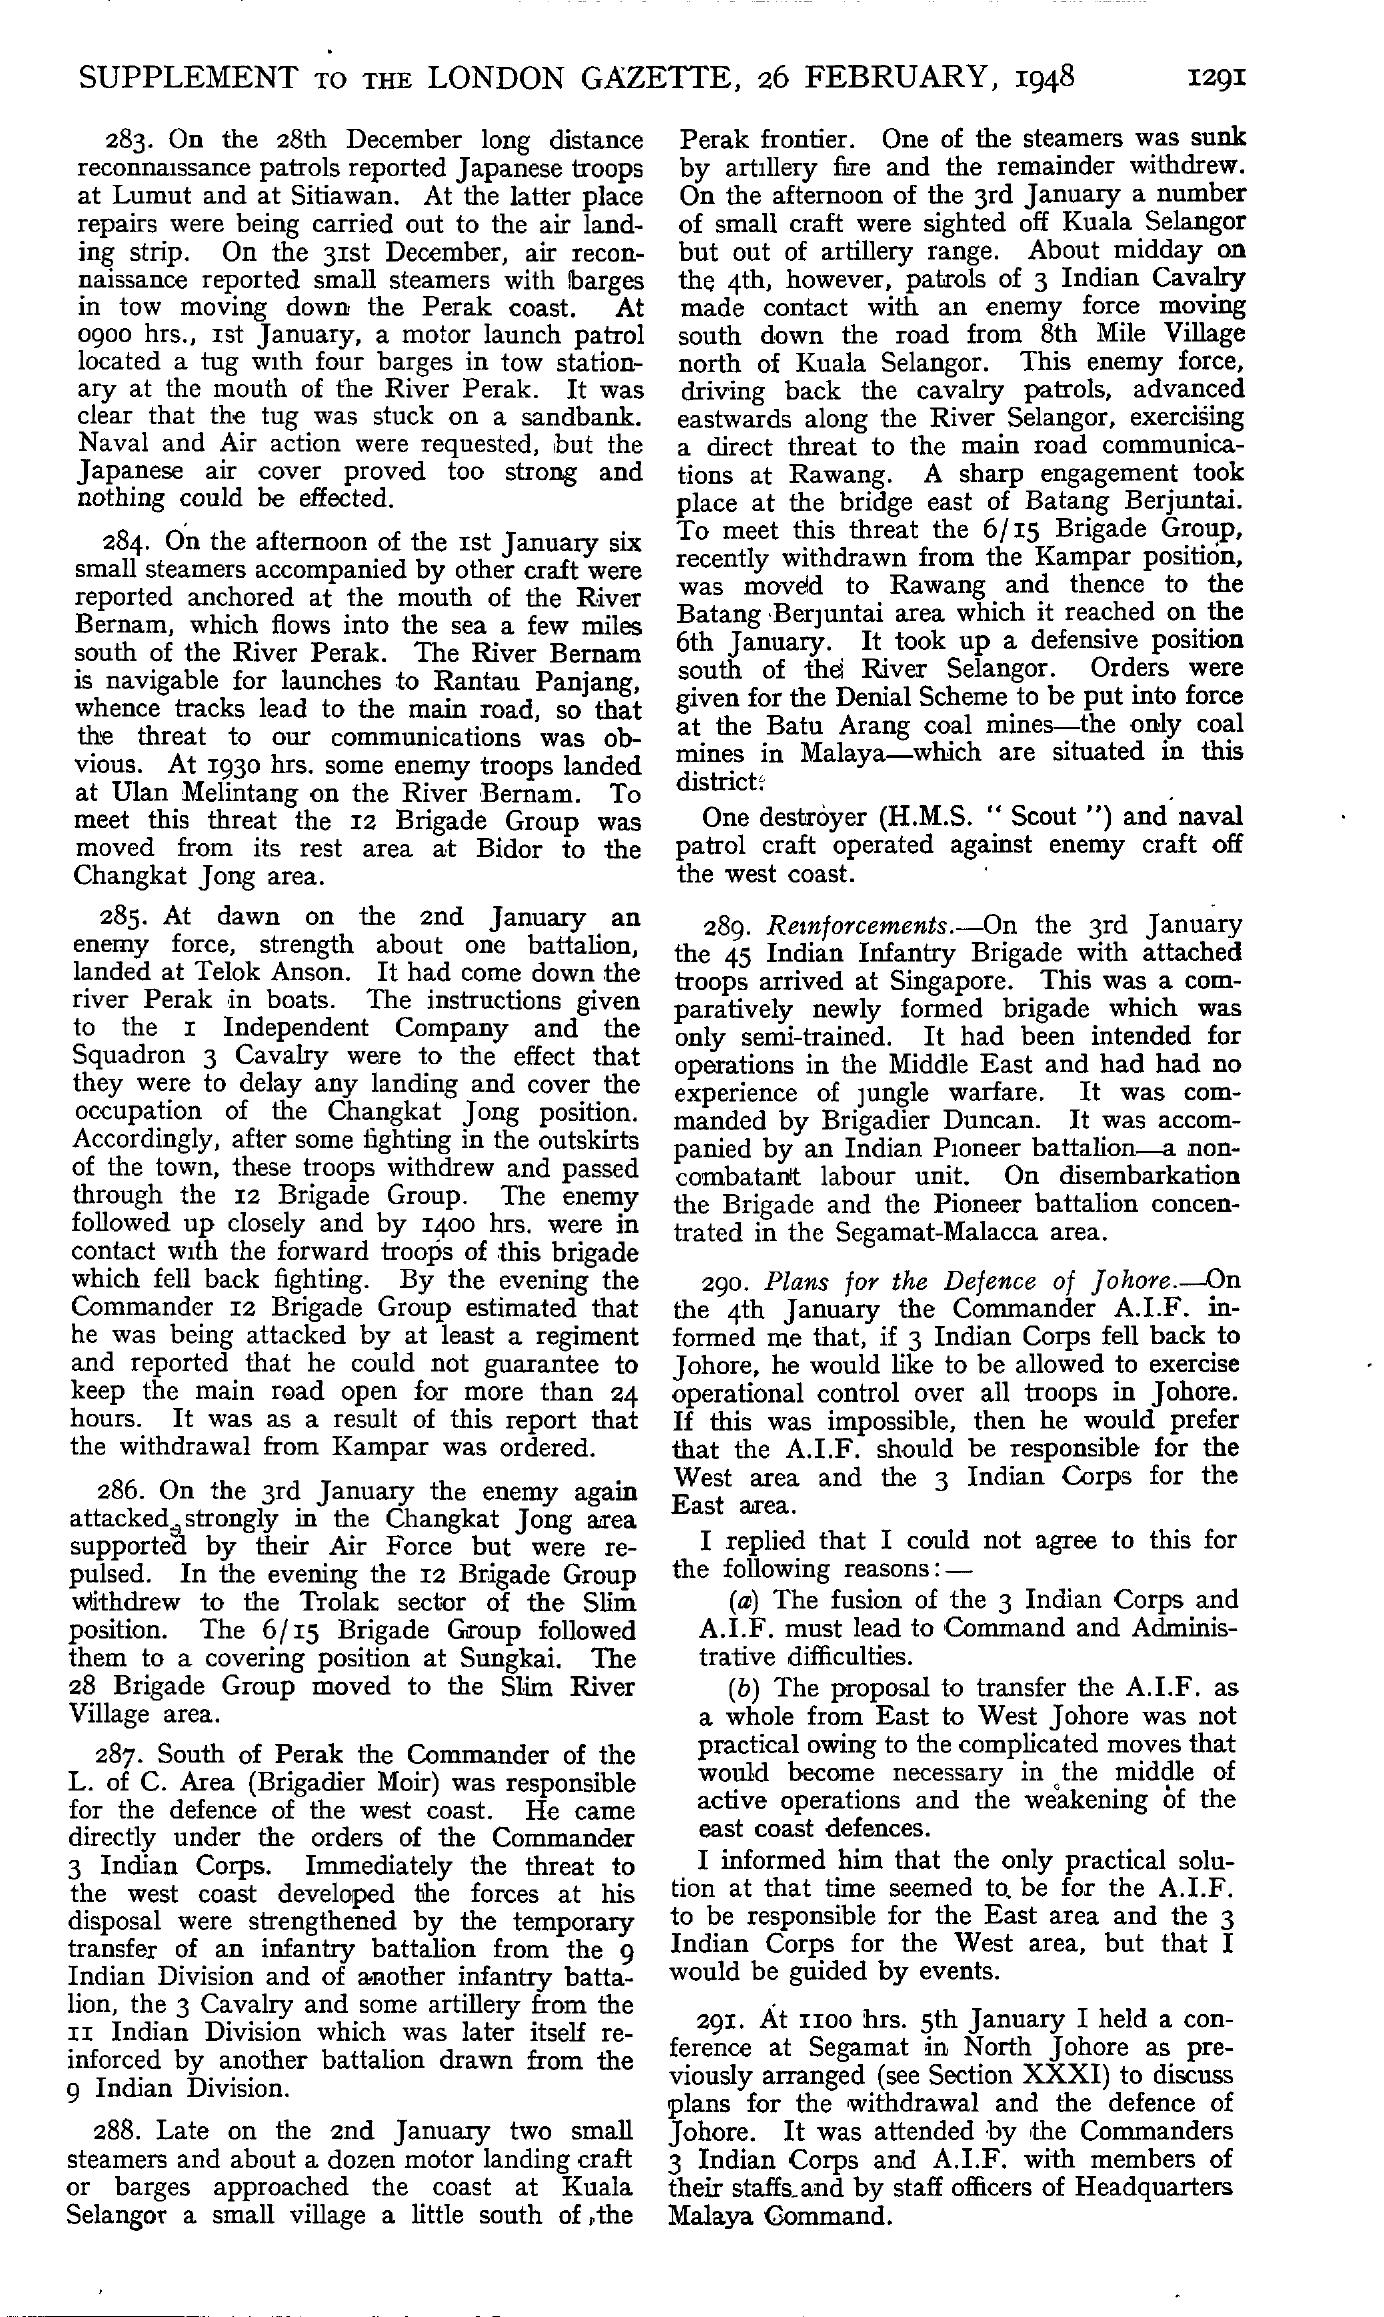 SUPPLEMENT TO THE LONDON GAZETTE, 26 FEBRUARY, 1948 1291
283. On the 28th December long distance
reconnaissance patrols reported Japanese troops
at Lumut and at Sitiawan. At the latter place
repairs were being carried out to the air land-
ing strip. On the 31st December, air recon-
naissance reported small steamers with barges
in tow moving down the Perak coast. At
0900 hrs., 1st January, a motor launch patrol
located a tug with four barges in tow station-
ary at the mouth of the River Perak. It was
clear that the tug was stuck on a sandbank.
Naval and Air action were requested, but the
Japanese air cover proved too strong and
nothing could be effected.
284. On the afternoon of the 1st January six
small steamers accompanied by other craft were
reported anchored at the mouth of the River
Bernam, which flows into the sea a few miles
south of the River Perak. The River Bernam
is navigable for launches to Rantau Panjang,
whence tracks lead to the main road, so that
the threat to our communications was ob-
vious. At 1930 hrs. some enemy troops landed
at Ulan Melintang on the River Bernam. To
meet this threat the 12 Brigade Group was
moved from its rest area at Bidor to the
Changkat Jong area.
285. At dawn on the 2nd January an
enemy force, strength about one battalion,
landed at Telok Anson. It had come down the
river Perak in boats. The instructions given
to the 1 Independent Company and the
Squadron 3 Cavalry were to the effect that
they were to delay any landing and cover the
occupation of the Changkat Jong position.
Accordingly, after some fighting in the outskirts
of the town, these troops withdrew and passed
through the 12 Brigade Group. The enemy
followed up closely and by 1400 hrs. were in
contact with the forward troops of this brigade
which fell back fighting. By the evening the
Commander 12 Brigade Group estimated that
he was being attacked by at least a regiment
and reported that he could not guarantee to
keep the main road open for more than 24
hours. It was as a result of this report that
the withdrawal from Kampar was ordered.
286. On the 3rd January the enemy again
attacked strongly in the Changkat Jong area
supported by their Air Force but were re-
pulsed. In the evening the 12 Brigade Group
withdrew to the Trolak sector of the Slim
position. The 6/15 Brigade Group followed
them to a covering position at Sungkai. The
28 Brigade Group moved to the Slim River
Village area.
287. South of Perak the Commander of the
L. of C. Area (Brigadier Moir) was responsible
for the defence of the west coast. He came
directly under the orders of the Commander
3 Indian Corps. Immediately the threat to
the west coast developed the forces at his
disposal were strengthened by the temporary
transfer of an infantry battalion from the 9
Indian Division and of another infantry batta-
lion, the 3 Cavalry and some artillery from the
11 Indian Division which was later itself re-
inforced by another battalion drawn from the
9 Indian Division.
288. Late on the 2nd January two small
steamers and about a dozen motor landing craft
or barges approached the coast at Kuala
Selangor a small village a little south of the
Perak frontier. One of the steamers was sunk
by artillery fire and the remainder withdrew.
On the afternoon of the 3rd January a number
of small craft were sighted off Kuala Selangor
but out of artillery range. About midday on
the 4th, however, patrols of 3 Indian Cavalry
made contact with an enemy force moving
south down the road from 8th Mile Village
north of Kuala Selangor. This enemy force,
driving back the cavalry patrols, advanced
eastwards along the River Selangor, exercising
a direct threat to the main road communica-
tions at Rawang. A sharp engagement took
place at the bridge east of Batang Berjuntai.
To meet this threat the 6/15 Brigade Group,
recently withdrawn from the Kampar position,
was moved to Rawang and thence to the
Batang Berjuntai area which it reached on the
6th January. It took up a defensive position
south of the River Selangor. Orders were
given for the Denial Scheme to be put into force
at the Batu Arang coal mines—the only coal
mines in Malaya—which are situated in this
district.
One destroyer (H.M.S. "Scout") and naval
patrol craft operated against enemy craft off
the west coast.
289. Reinforcements.—On the 3rd January
the 45 Indian Infantry Brigade with attached
troops arrived at Singapore. This was a com-
paratively newly formed brigade which was
only semi-trained. It had been intended for
operations in the Middle East and had had no
experience of jungle warfare. It was com-
manded by Brigadier Duncan. It was accom-
panied by an Indian Pioneer battalion—a non-
combatant labour unit. On disembarkation
the Brigade and the Pioneer battalion concen-
trated in the Segamat-Malacca area.
290. Plans for the Defence of Johore.—On
the 4th January the Commander A.I.F. in-
formed me that, if 3 Indian Corps fell back to
Johore, he would like to be allowed to exercise
operational control over all troops in Johore.
If this was impossible, then he would prefer
that the A.I.F. should be responsible for the
West area and the 3 Indian Corps for the
East area.
I replied that I could not agree to this for
the following reasons:—
(a) The fusion of the 3 Indian Corps and
A.I.F. must lead to Command and Adminis-
trative difficulties.
(b) The proposal to transfer the A.I.F. as
a whole from East to West Johore was not
practical owing to the complicated moves that
would become necessary in the middle of
active operations and the weakening of the
east coast defences.
I informed him that the only practical solu-
tion at that time seemed to be for the A.I.F.
to be responsible for the East area and the 3
Indian Corps for the West area, but that I
would be guided by events.
291. At 1100 hrs. 5th January I held a con-
ference at Segamat in North Johore as pre-
viously arranged (see Section XXXI) to discuss
plans for the withdrawal and the defence of
Johore. It was attended by the Commanders
3 Indian Corps and A.I.F. with members of
their staffs and by staff officers of Headquarters
Malaya Command.